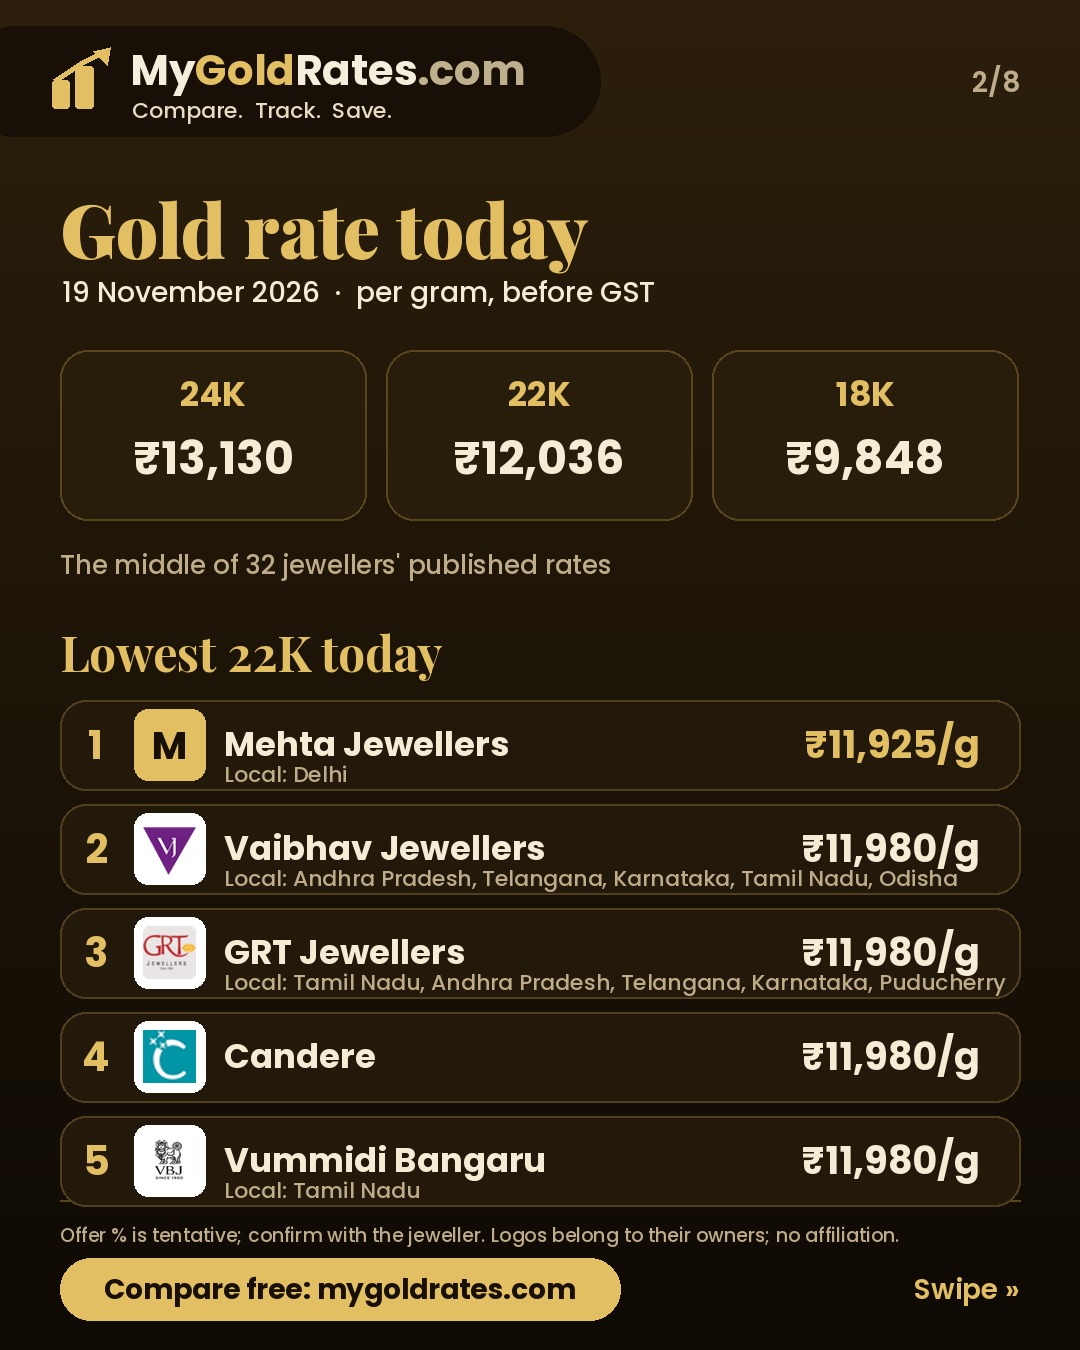 MyGoldRates.com
Compare. Track. Save.
2/8
Gold rate today
19 November 2026 · per gram, before GST
24K
₹13,130
22K
₹12,036
18K
₹9,848
The middle of 32 jewellers' published rates
Lowest 22K today
1 M Mehta Jewellers ₹11,925/g
Local: Delhi
2 VJ Vaibhav Jewellers ₹11,980/g
Local: Andhra Pradesh, Telangana, Karnataka, Tamil Nadu, Odisha
3 GRT JEWELLERS GRT Jewellers ₹11,980/g
Local: Tamil Nadu, Andhra Pradesh, Telangana, Karnataka, Puducherry
4 C Candere ₹11,980/g
5 VBJ SINCE 1900 Vummidi Bangaru ₹11,980/g
Local: Tamil Nadu
Offer % is tentative; confirm with the jeweller. Logos belong to their owners; no affiliation.
Compare free: mygoldrates.com
Swipe »